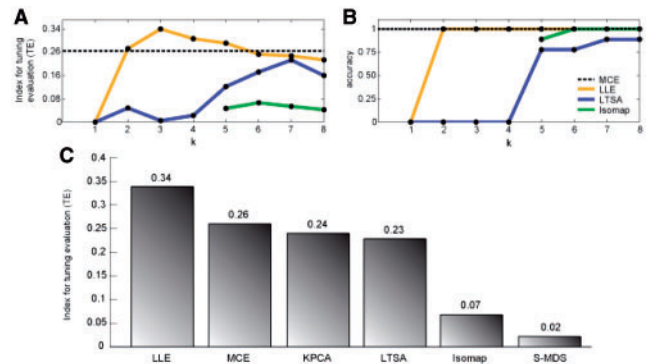 A
Index for tuning evaluation (TE)
0.34
0.26
0.16
0.08
0
1 2 3 4 5 6 7 8
k
B
accuracy
1
0.75
0.50
0.25
0
1 2 3 4 5 6 7 8
k
MCE
LLE
LTSA
Isomap
C
Index for tuning evaluation (TE)
0.4
0.35
0.3
0.25
0.2
0.15
0.1
0.05
0
0.34
0.26
0.24
0.23
0.07
0.02
LLE MCE KPCA LTSA Isomap S-MDS